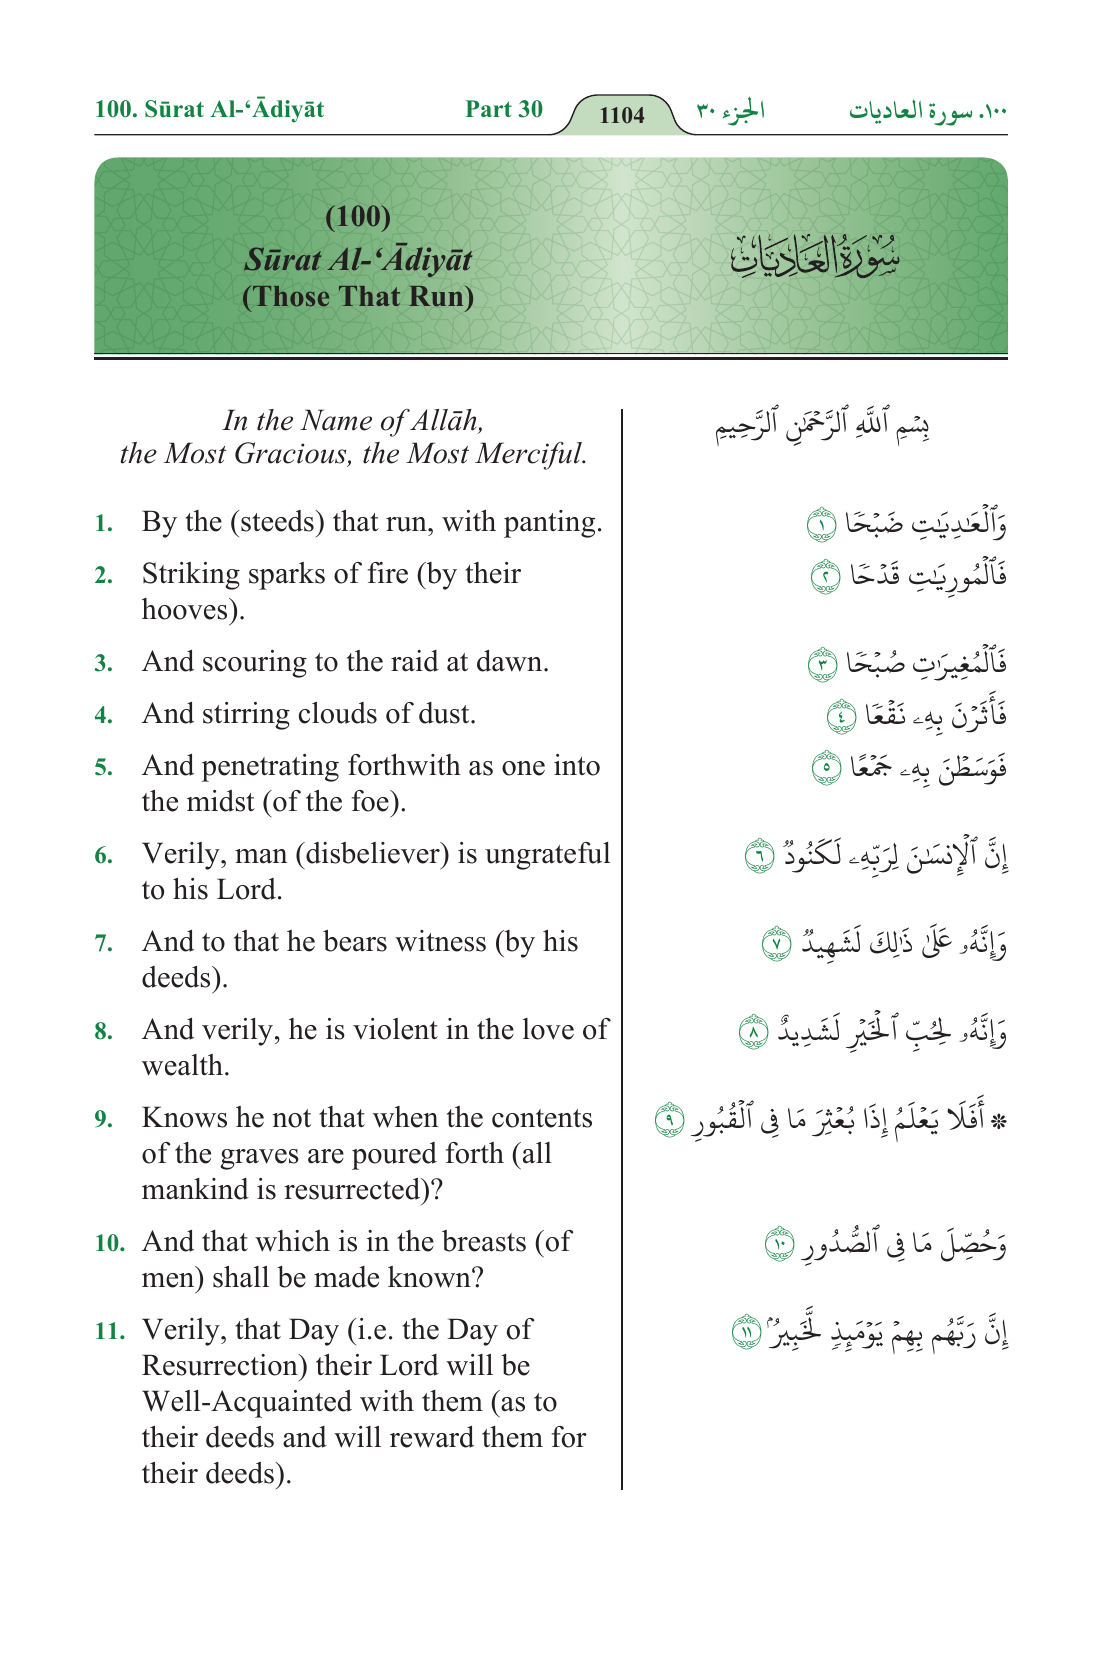 100. Sūrat Al-‘Ādiyāt Part 30 1104 الجزء ٣٠ ١٠٠. سورة العاديات
(100)
Sūrat Al-‘Ādiyāt
(Those That Run)
سُورَةُ العَادِيَاتِ
In the Name of Allāh,
the Most Gracious, the Most Merciful.
1. By the (steeds) that run, with panting.
2. Striking sparks of fire (by their
hooves).
3. And scouring to the raid at dawn.
4. And stirring clouds of dust.
5. And penetrating forthwith as one into
the midst (of the foe).
6. Verily, man (disbeliever) is ungrateful
to his Lord.
7. And to that he bears witness (by his
deeds).
8. And verily, he is violent in the love of
wealth.
9. Knows he not that when the contents
of the graves are poured forth (all
mankind is resurrected)?
10. And that which is in the breasts (of
men) shall be made known?
11. Verily, that Day (i.e. the Day of
Resurrection) their Lord will be
Well-Acquainted with them (as to
their deeds and will reward them for
their deeds).
بِسۡمِ ٱللَّهِ ٱلرَّحۡمَٰنِ ٱلرَّحِيمِ
وَٱلۡعَٰدِيَٰتِ ضَبۡحٗا ١
فَٱلۡمُورِيَٰتِ قَدۡحٗا ٢
فَٱلۡمُغِيرَٰتِ صُبۡحٗا ٣
فَأَثَرۡنَ بِهِۦ نَقۡعٗا ٤
فَوَسَطۡنَ بِهِۦ جَمۡعًا ٥
إِنَّ ٱلۡإِنسَٰنَ لِرَبِّهِۦ لَكَنُودٞ ٦
وَإِنَّهُۥ عَلَىٰ ذَٰلِكَ لَشَهِيدٞ ٧
وَإِنَّهُۥ لِحُبِّ ٱلۡخَيۡرِ لَشَدِيدٌ ٨
۞ أَفَلَا يَعۡلَمُ إِذَا بُعۡثِرَ مَا فِي ٱلۡقُبُورِ ٩
وَحُصِّلَ مَا فِي ٱلصُّدُورِ ١٠
إِنَّ رَبَّهُم بِهِمۡ يَوۡمَئِذٖ لَّخَبِيرُۢ ١١